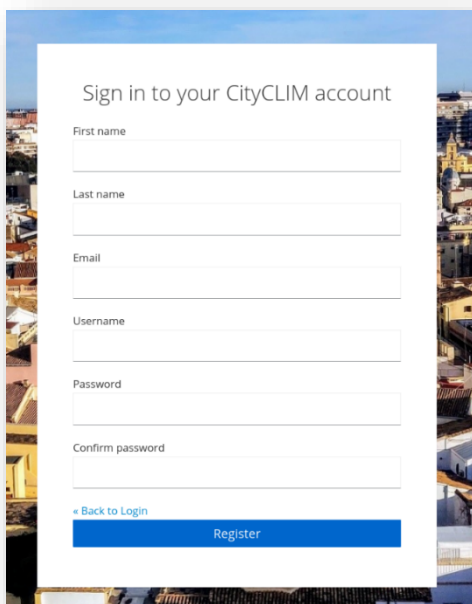 Sign in to your CityCLIM account
First name
Last name
Email
Username
Password
Confirm password
« Back to Login
Register